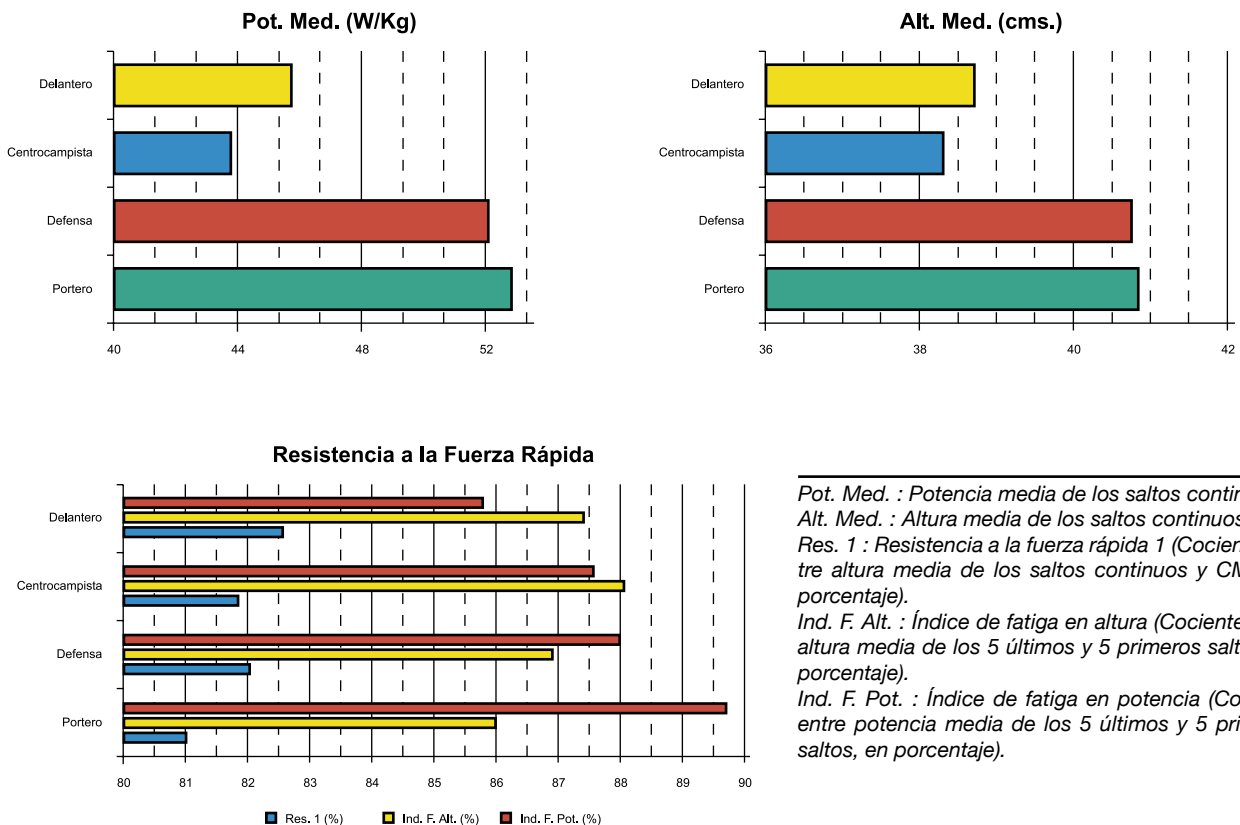 Pot. Med. (W/Kg)
Delantero
Centrocampista
Defensa
Portero
40 44 48 52
Alt. Med. (cms.)
Delantero
Centrocampista
Defensa
Portero
36 38 40 42
Resistencia a la Fuerza Rápida
Delantero
Centrocampista
Defensa
Portero
80 81 82 83 84 85 86 87 88 89 90
Res. 1 (%) Ind. F. Alt. (%) Ind. F. Pot. (%)
Pot. Med. : Potencia media de los saltos contin
Alt. Med. : Altura media de los saltos continuos
Res. 1 : Resistencia a la fuerza rápida 1 (Cocien
tre altura media de los saltos continuos y CM
porcentaje).
Ind. F. Alt. : Índice de fatiga en altura (Cociente
altura media de los 5 últimos y 5 primeros salt
porcentaje).
Ind. F. Pot. : Índice de fatiga en potencia (Co
entre potencia media de los 5 últimos y 5 pri
saltos, en porcentaje).